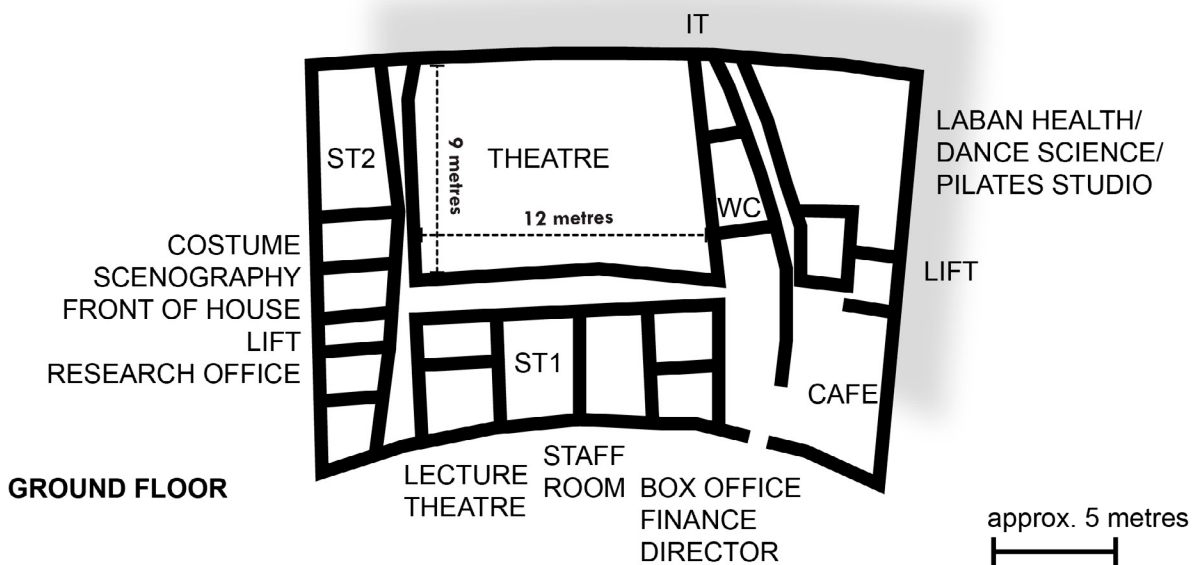 IT
LABAN HEALTH/
DANCE SCIENCE/
PILATES STUDIO
ST2
9 metres
THEATRE
12 metres
WC
COSTUME
SCENOGRAPHY
FRONT OF HOUSE
LIFT
RESEARCH OFFICE
LIFT
ST1
CAFE
GROUND FLOOR
LECTURE
THEATRE
STAFF
ROOM
BOX OFFICE
FINANCE
DIRECTOR
approx. 5 metres